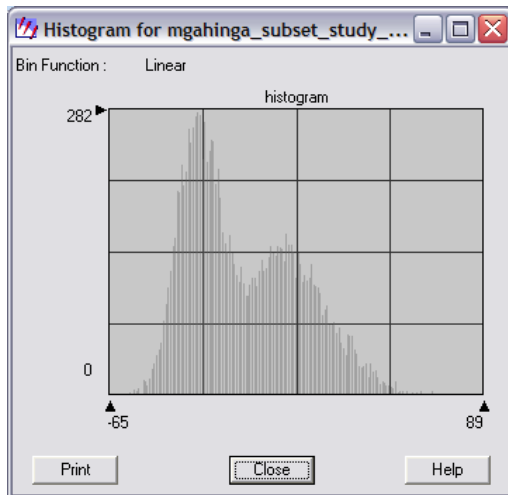 Histogram for mgahinga_subset_study_...
Bin Function : Linear
histogram
282
0
-65 89
Print Close Help